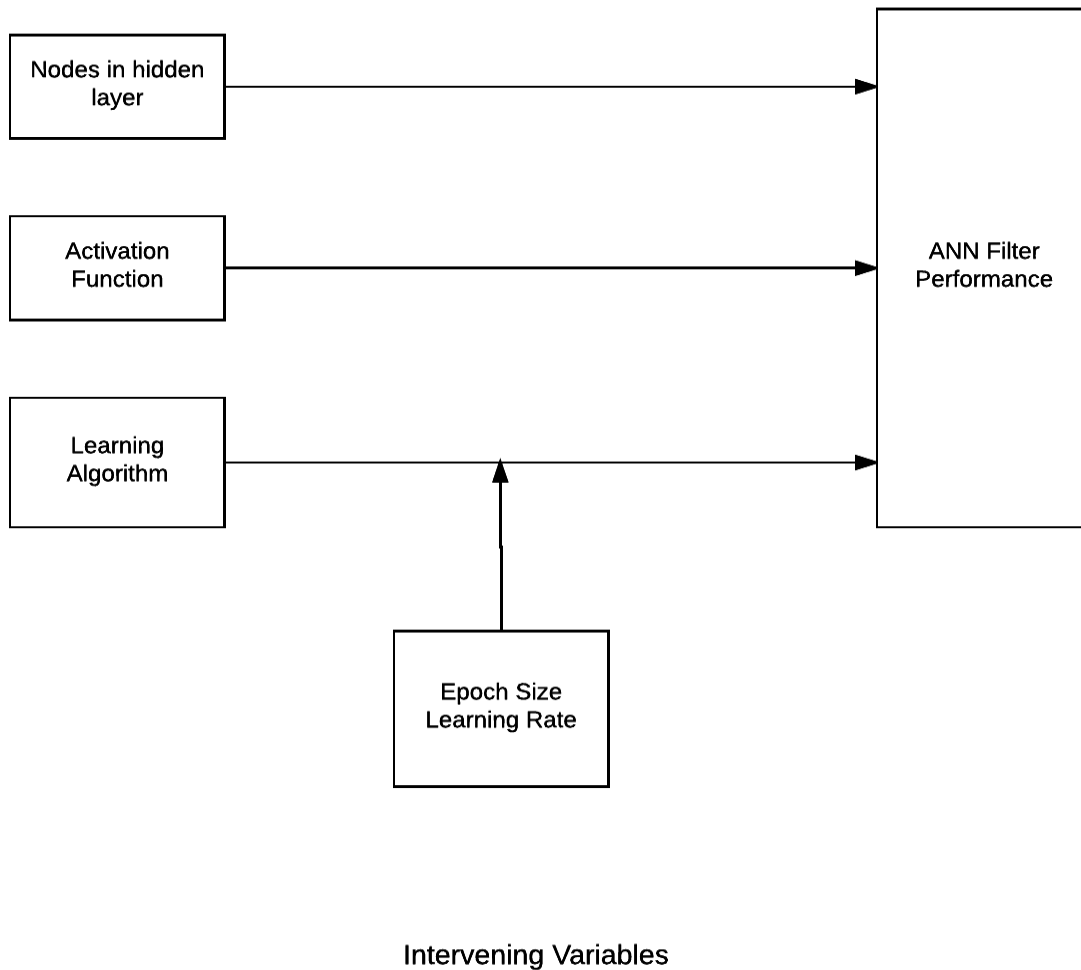 Nodes in hidden
layer
Activation
Function
ANN Filter
Performance
Learning
Algorithm
Epoch Size
Learning Rate
Intervening Variables